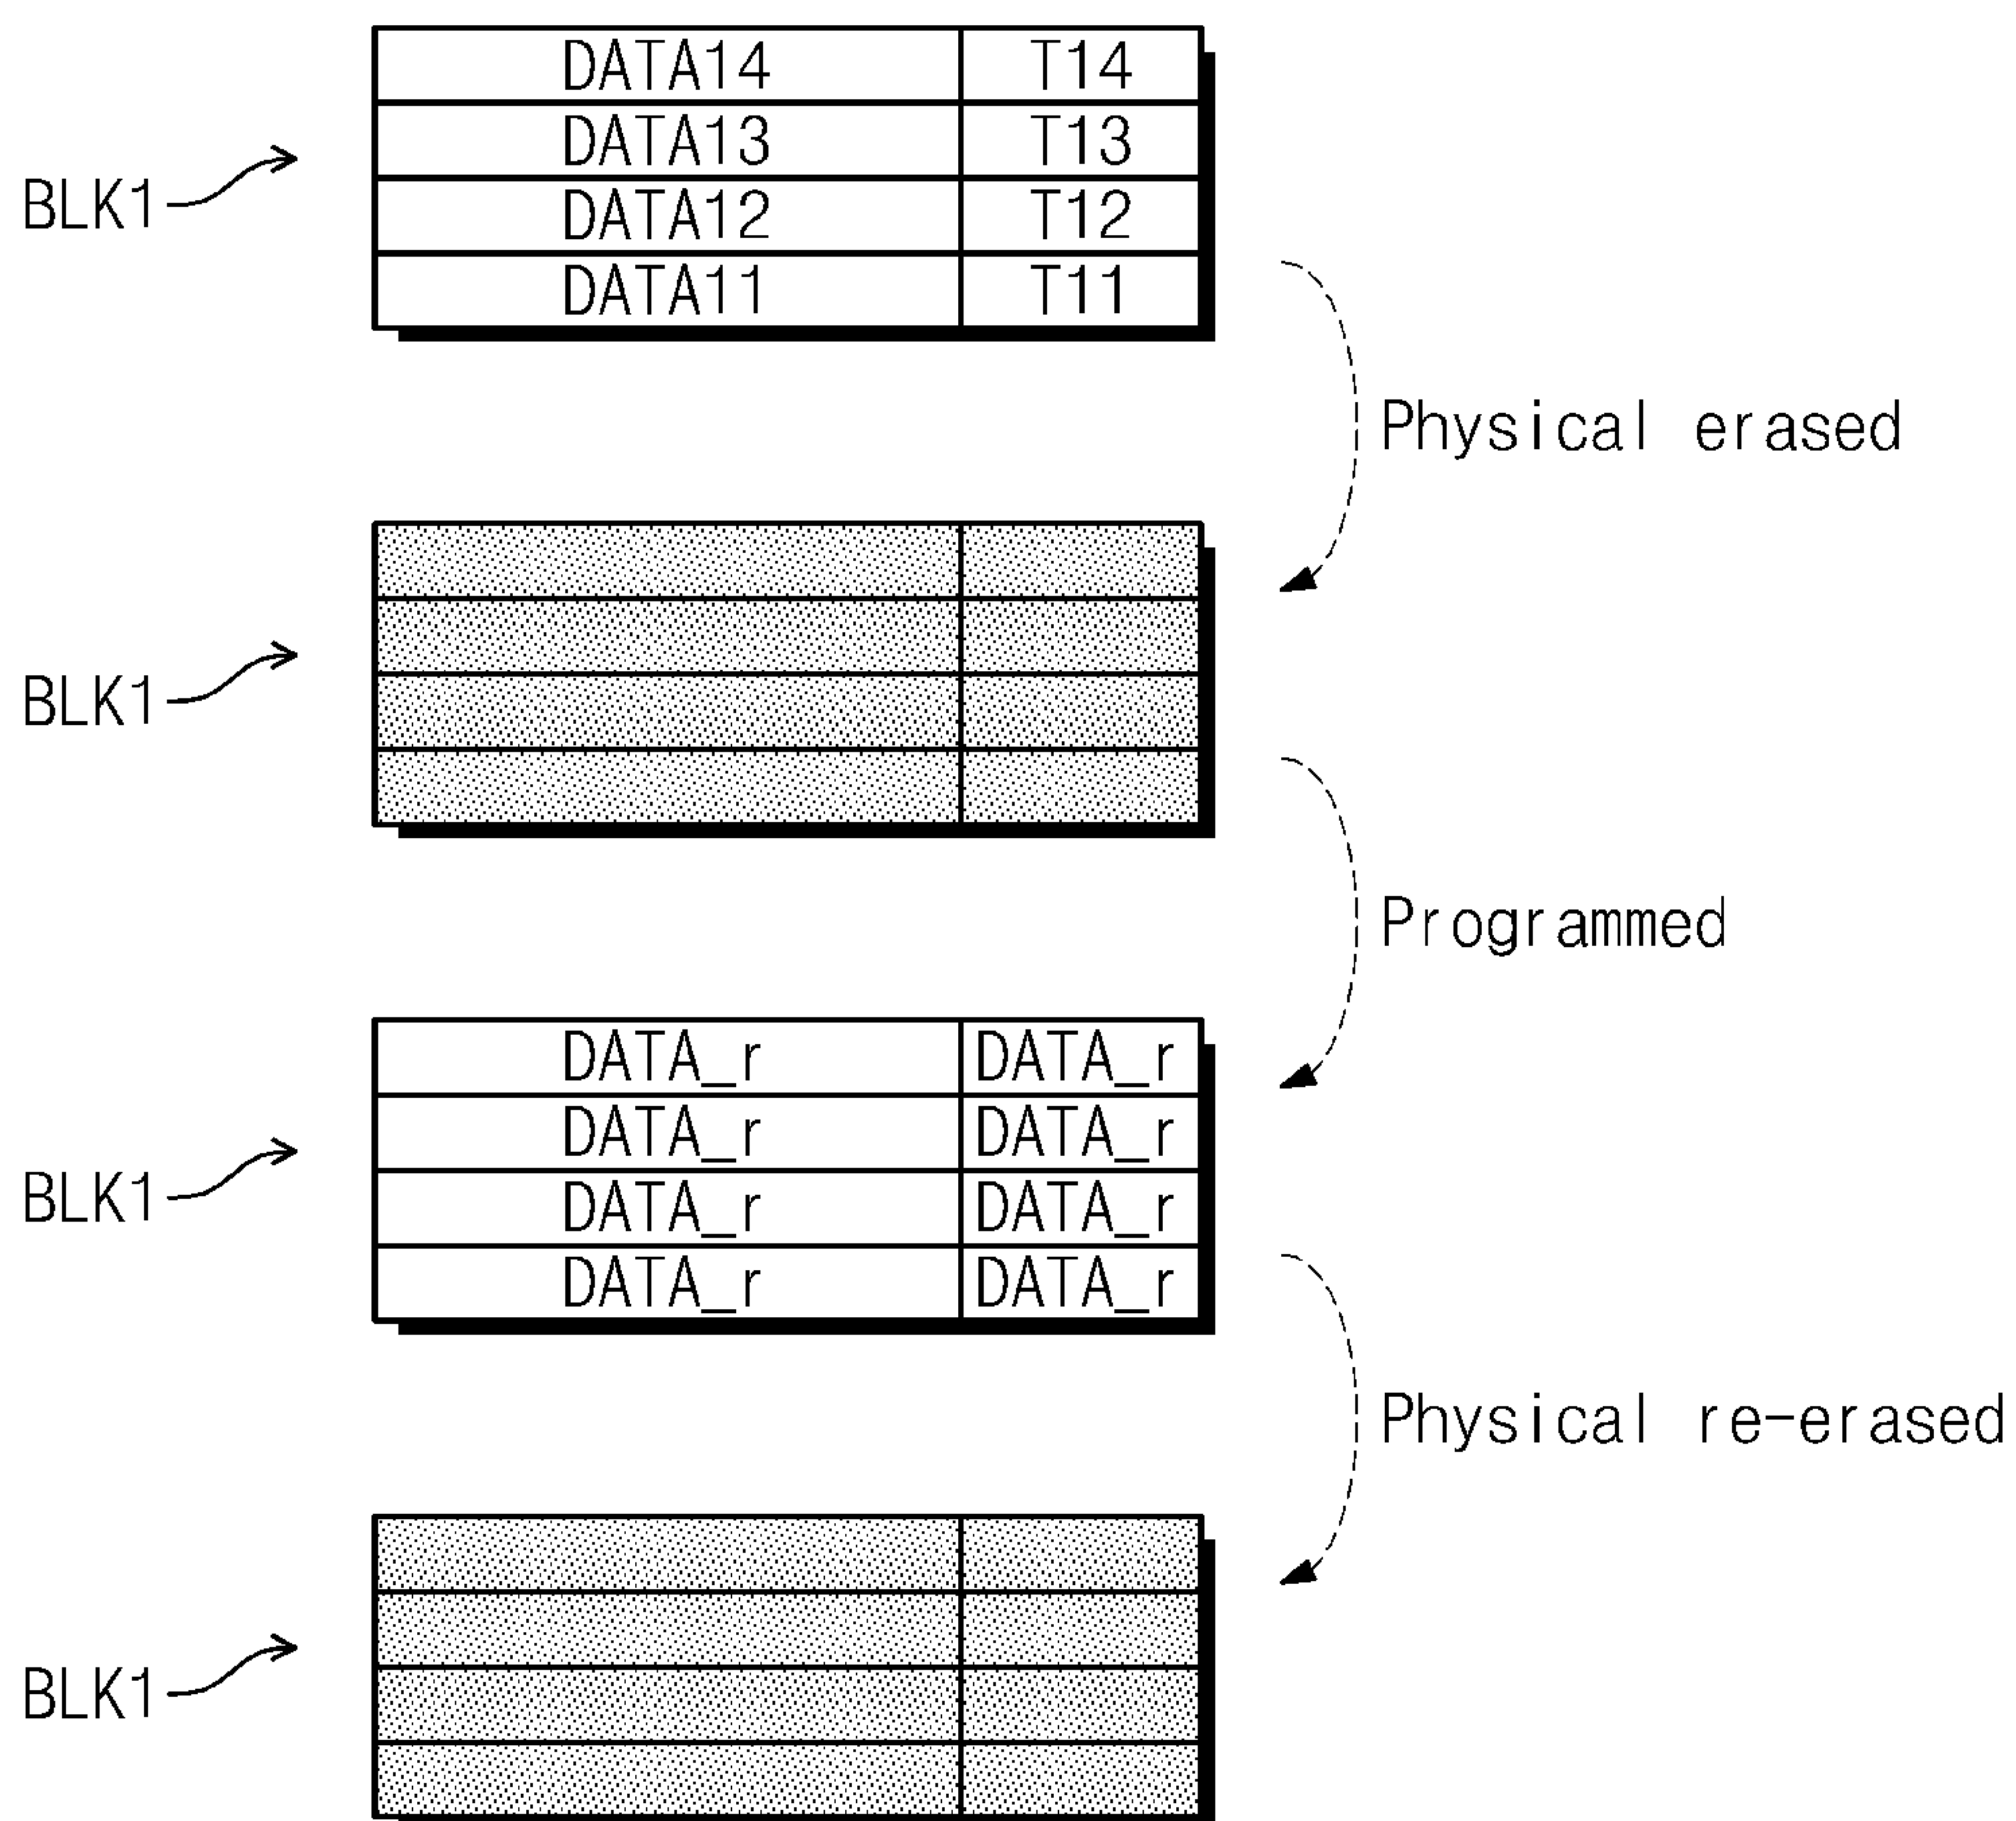 DATA14 T14
DATA13 T13
BLK1
DATA12 T12
DATA11 T11
Physical erased
BLK1
Programmed
DATA_r DATA_r
DATA_r DATA_r
BLK1
DATA_r DATA_r
DATA_r DATA_r
Physical re-erased
BLK1